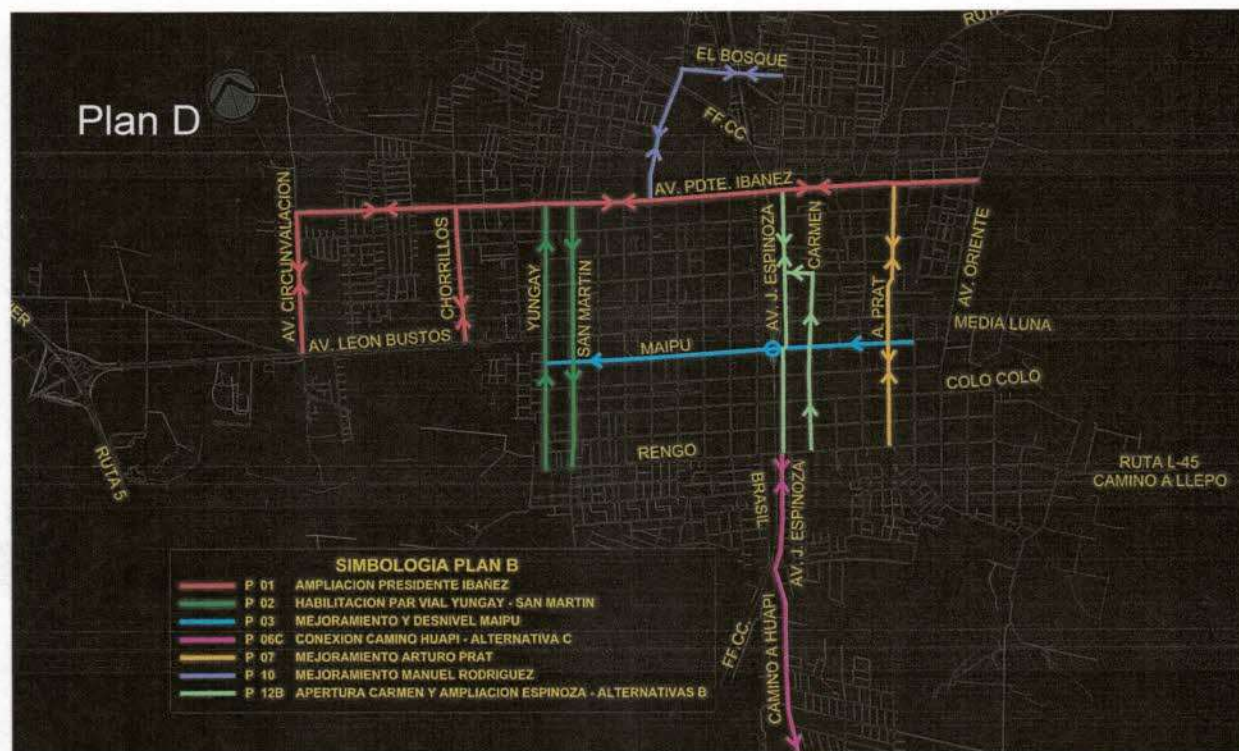 Plan D
EL BOSQUE
FF.CC
AV. PDTE. IBAÑEZ
AV. CIRCUNVALACION
CHORRILLOS
YUNGAY
SAN MARTIN
AV. J. ESPINOZA
CARMEN
A. PRAT
AV. ORIENTE
AV. LEON BUSTOS
MAIPU
MEDIA LUNA
COLO COLO
RENGO
RUTA 5
BRASIL
AV. J. ESPINOZA
RUTA L-45
CAMINO A LLEPO
FF.CC.
CAMINO A HUAPI
SIMBOLOGIA PLAN B
P 01 AMPLIACION PRESIDENTE IBAÑEZ
P 02 HABILITACION PAR VIAL YUNGAY - SAN MARTIN
P 03 MEJORAMIENTO Y DESNIVEL MAIPU
P 06C CONEXION CAMINO HUAPI - ALTERNATIVA C
P 07 MEJORAMIENTO ARTURO PRAT
P 10 MEJORAMIENTO MANUEL RODRIGUEZ
P 12B APERTURA CARMEN Y AMPLIACION ESPINOZA - ALTERNATIVAS B